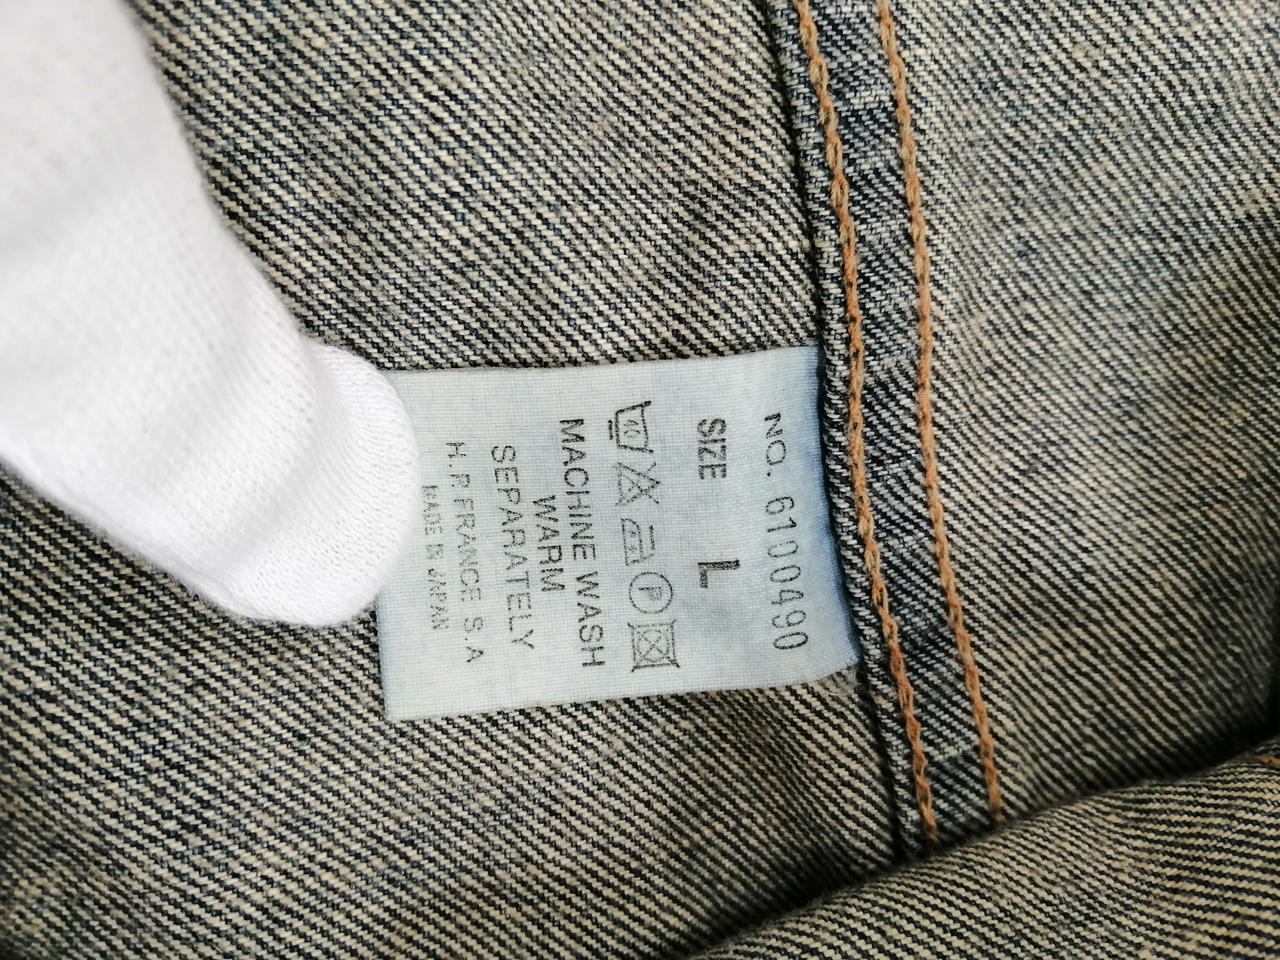 NO. 6100490
SIZE L
MACHINE WASH
WARM
SEPARATELY
H.P.FRANCE S.A
MADE IN JAPAN